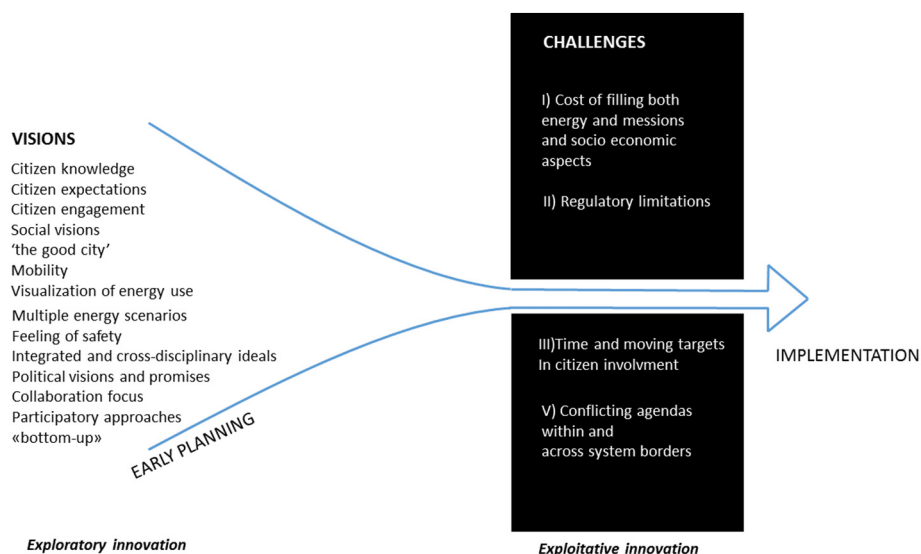 VISIONS
Citizen knowledge
Citizen expectations
Citizen engagement
Social visions
‘the good city’
Mobility
Visualization of energy use
Multiple energy scenarios
Feeling of safety
Integrated and cross-disciplinary ideals
Political visions and promises
Collaboration focus
Participatory approaches
«bottom-up»
EARLY PLANNING
Exploratory innovation
CHALLENGES
I) Cost of filling both
energy and messions
and socio economic
aspects
II) Regulatory limitations
III)Time and moving targets
In citizen involvment
V) Conflicting agendas
within and
across system borders
Exploitative innovation
IMPLEMENTATION